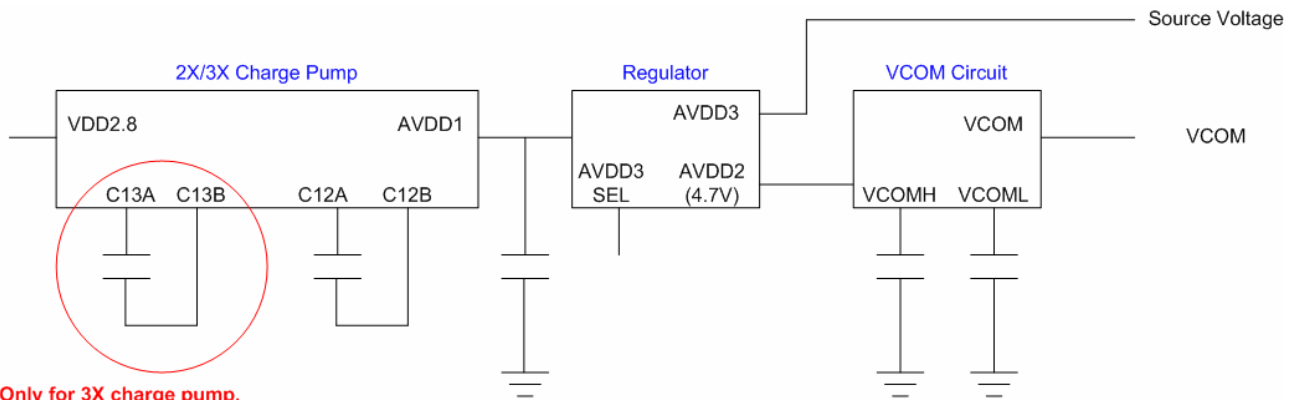 Source Voltage
2X/3X Charge Pump
Regulator
VCOM Circuit
VDD2.8
AVDD1
AVDD3
VCOM
VCOM
AVDD3
SEL
AVDD2
(4.7V)
C13A
C13B
C12A
C12B
VCOMH
VCOML
Only for 3X charge pump.